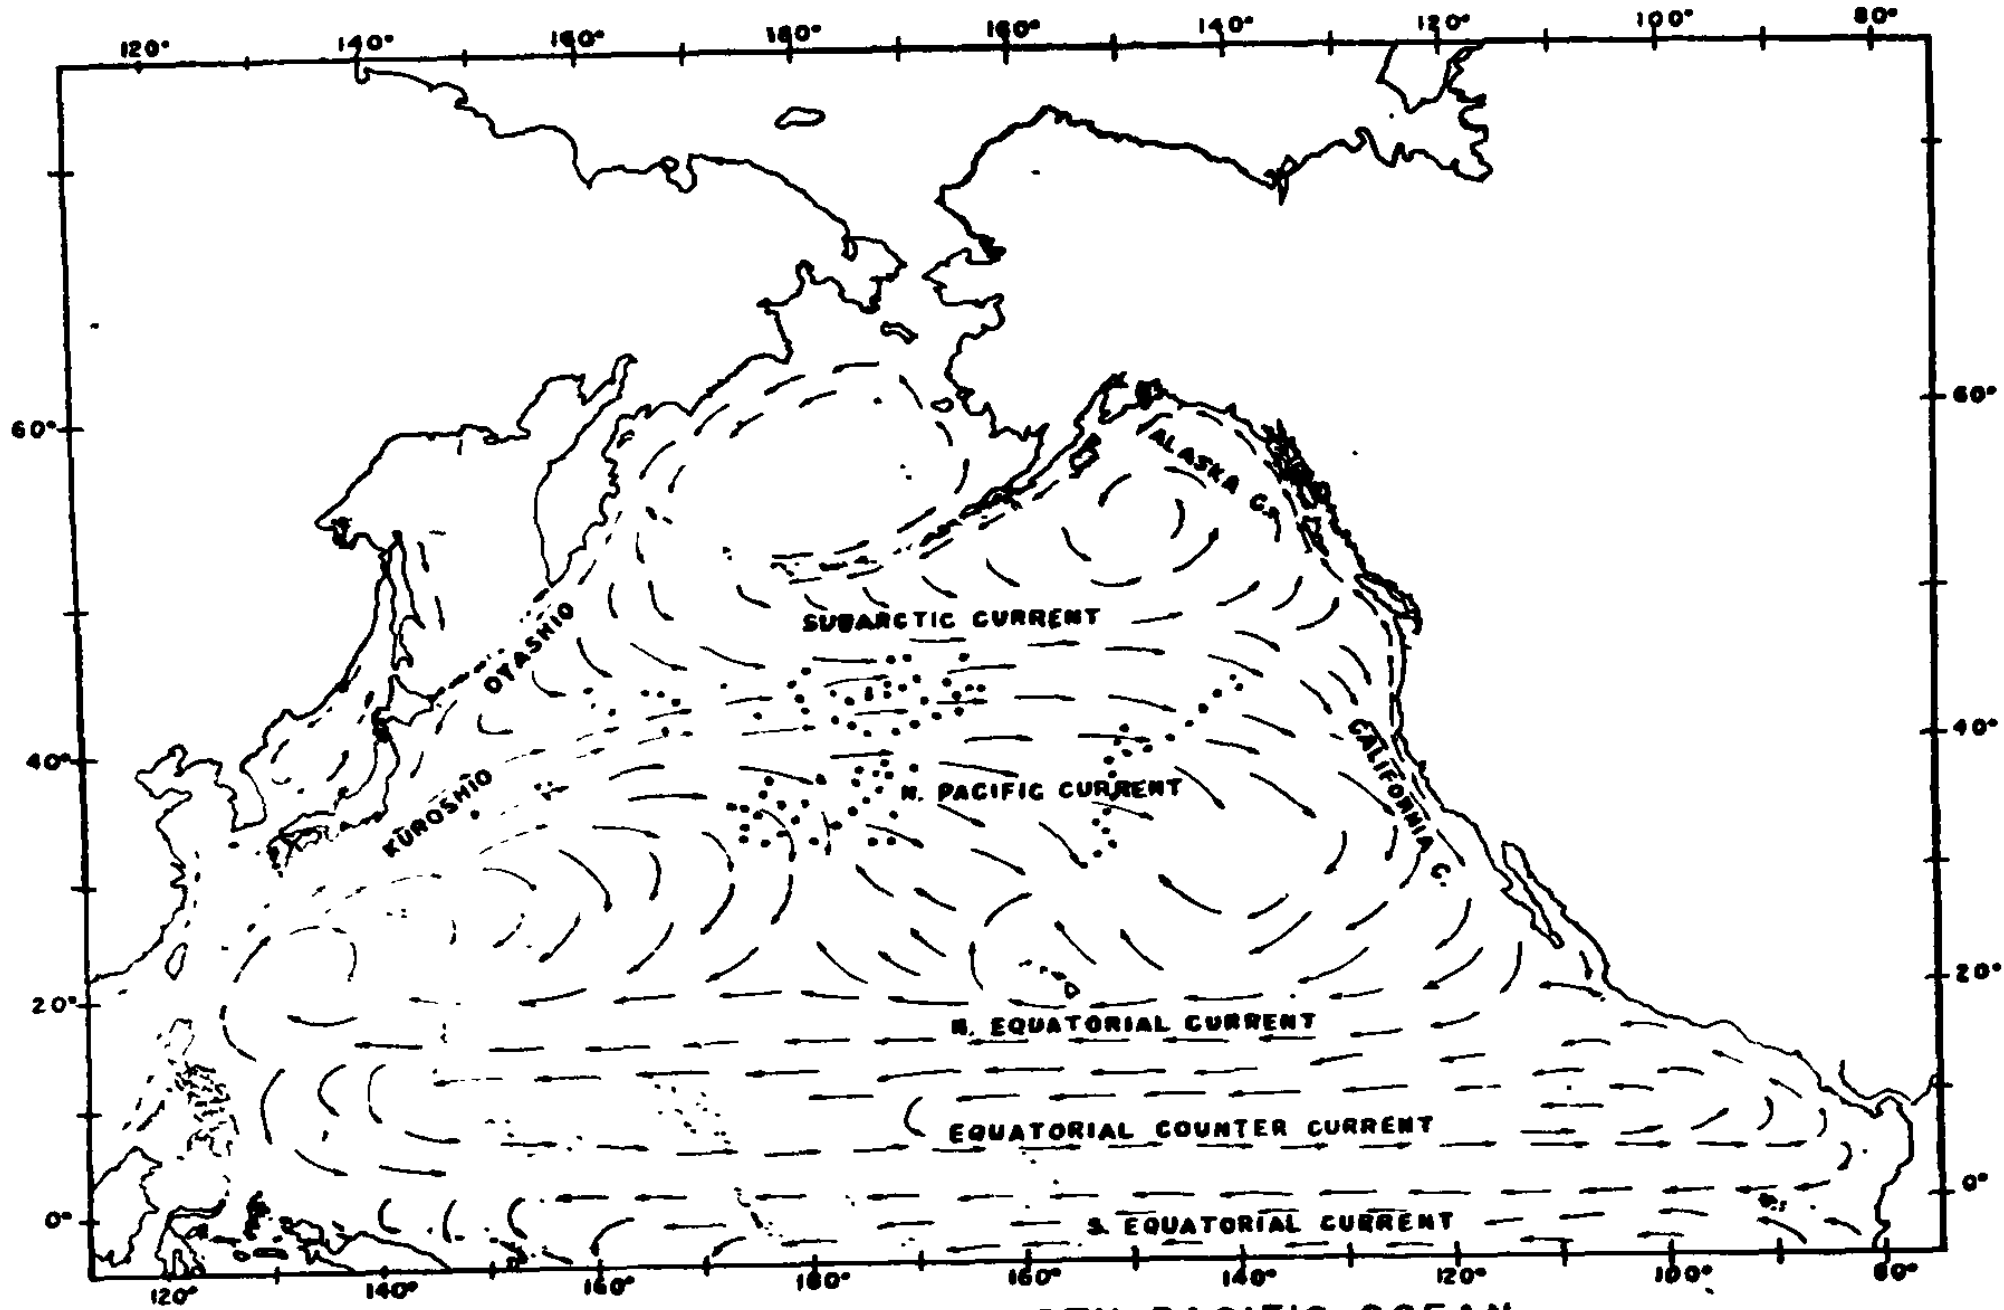 120° 140° 160° 180° 160° 140° 120° 100° 80°
60° 60°
ALASKA C.
SUBARCTIC CURRENT
OYASHIO
40° 40°
CALIFORNIA C.
KUROSHIO
N. PACIFIC CURRENT
20° 20°
N. EQUATORIAL CURRENT
EQUATORIAL COUNTER CURRENT
0° 0°
S. EQUATORIAL CURRENT
120° 140° 160° 180° 160° 140° 120° 100° 80°
PACIFIC OCEAN